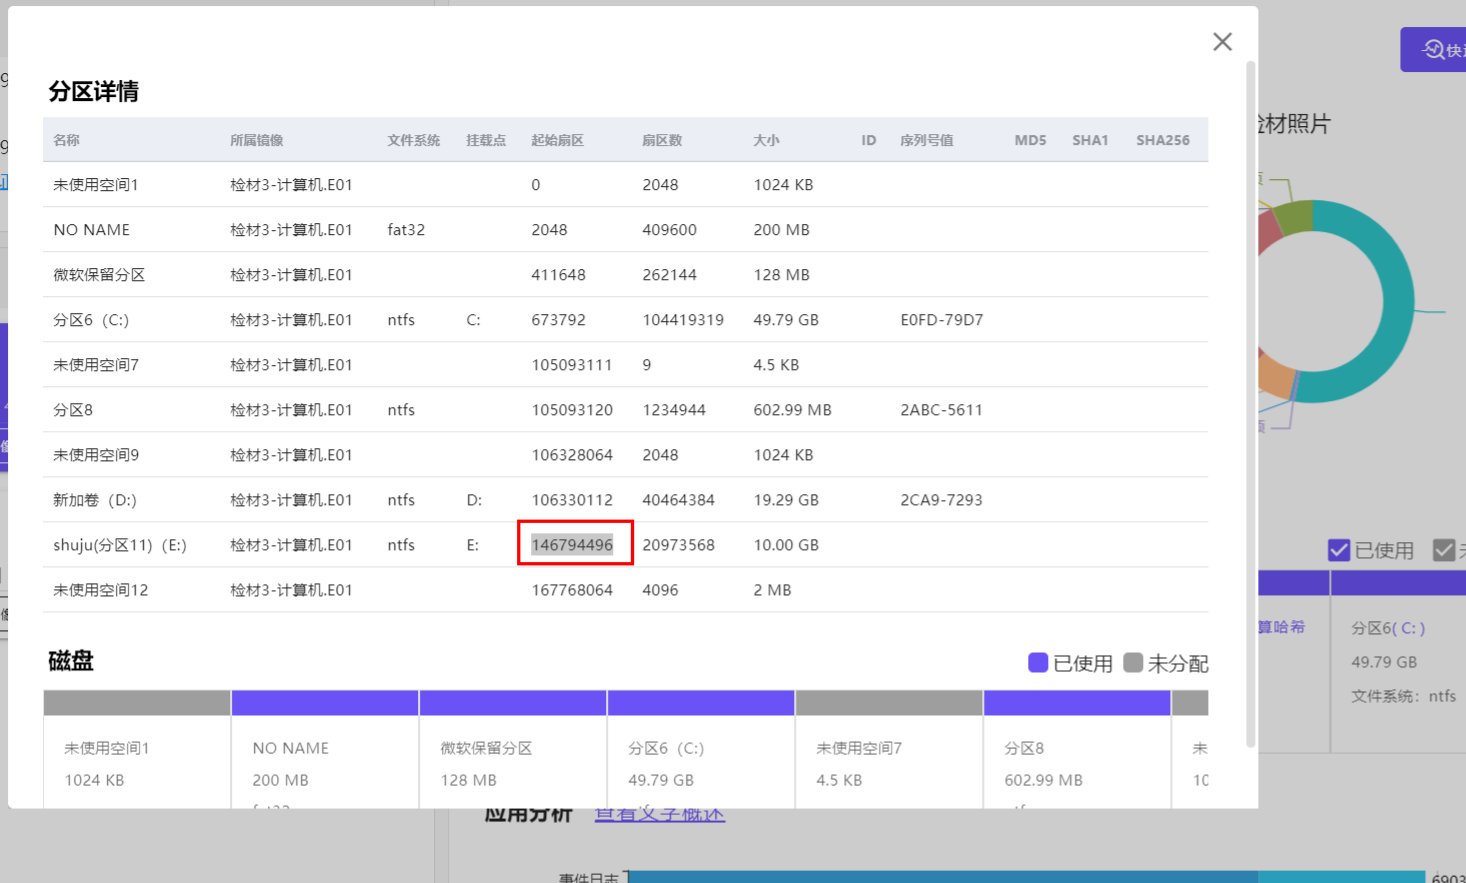 分区详情
名称 所属镜像 文件系统 挂载点 起始扇区 扇区数 大小 ID 序列号值 MD5 SHA1 SHA256
未使用空间1 检材3-计算机.E01 0 2048 1024 KB
NO NAME 检材3-计算机.E01 fat32 2048 409600 200 MB
微软保留分区 检材3-计算机.E01 411648 262144 128 MB
分区6（C:） 检材3-计算机.E01 ntfs C: 673792 104419319 49.79 GB E0FD-79D7
未使用空间7 检材3-计算机.E01 105093111 9 4.5 KB
分区8 检材3-计算机.E01 ntfs 105093120 1234944 602.99 MB 2ABC-5611
未使用空间9 检材3-计算机.E01 106328064 2048 1024 KB
新加卷（D:） 检材3-计算机.E01 ntfs D: 106330112 40464384 19.29 GB 2CA9-7293
shuju(分区11)（E:） 检材3-计算机.E01 ntfs E: 146794496 20973568 10.00 GB
未使用空间12 检材3-计算机.E01 167768064 4096 2 MB
磁盘
已使用 未分配
未使用空间1 NO NAME 微软保留分区 分区6（C:） 未使用空间7 分区8 未
1024 KB 200 MB 128 MB 49.79 GB 4.5 KB 602.99 MB 10
材照片
已使用
算哈希 分区6( C: )
49.79 GB
文件系统：ntfs
应用分析 查看文字概述
事件日志 6903